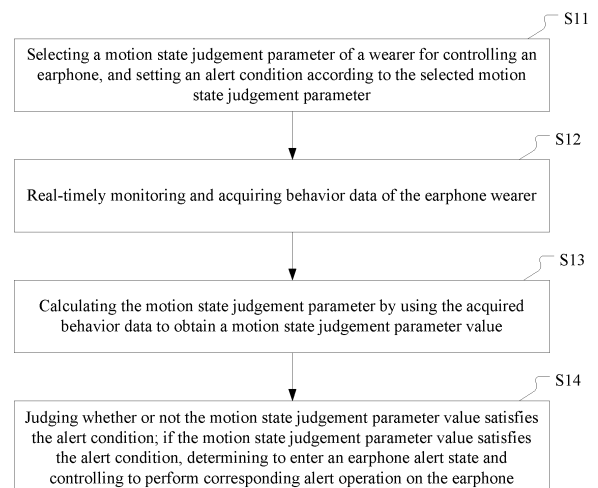 S11
Selecting a motion state judgement parameter of a wearer for controlling an
earphone, and setting an alert condition according to the selected motion
state judgement parameter
S12
Real-timely monitoring and acquiring behavior data of the earphone wearer
S13
Calculating the motion state judgement parameter by using the acquired
behavior data to obtain a motion state judgement parameter value
S14
Judging whether or not the motion state judgement parameter value satisfies
the alert condition; if the motion state judgement parameter value satisfies
the alert condition, determining to enter an earphone alert state and
controlling to perform corresponding alert operation on the earphone